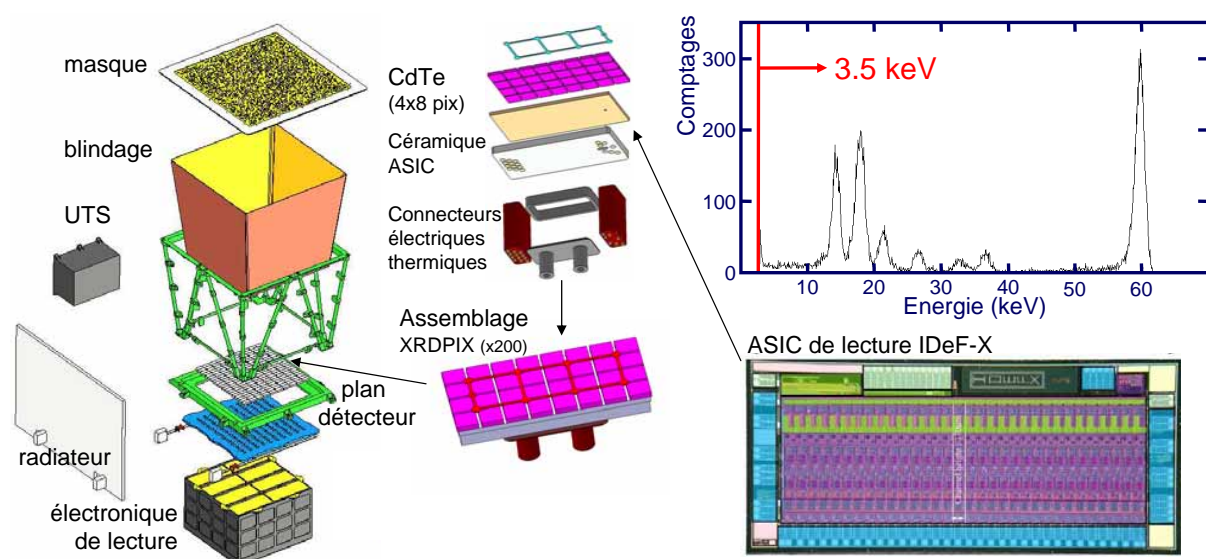 masque
blindage
UTS
radiateur
électronique
de lecture
plan
détecteur
CdTe
(4x8 pix)
Céramique
ASIC
Connecteurs
électriques
thermiques
Assemblage
XRDPIX (x200)
Comptages
300
200
100
0
3.5 keV
10
20
30
40
50
60
Energie (keV)
ASIC de lecture IDeF-X